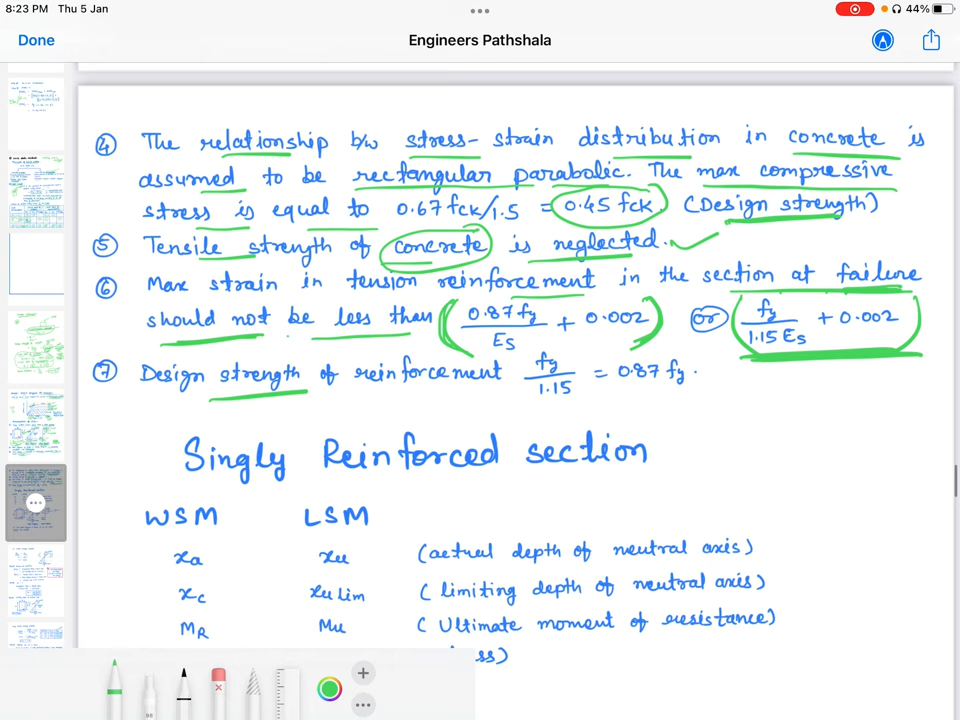 8:23 PM Thu 5 Jan
44%
Done
Engineers Pathshala
④ The relationship b/w stress-strain distribution in concrete is
assumed to be rectangular parabolic. The max compressive
stress is equal to 0.67 fck/1.5 = 0.45 fck (Design strength)
⑤ Tensile strength of concrete is neglected.
⑥ Max strain in tension reinforcement in the section at failure
should not be less than (0.87fy/Es + 0.002) or (fy/1.15 Es + 0.002)
⑦ Design strength of reinforcement fy/1.15 = 0.87 fy.
Singly Reinforced section
WSM LSM
xa xu (actual depth of neutral axis)
xc xu lim (limiting depth of neutral axis)
MR Mu (Ultimate moment of resistance)